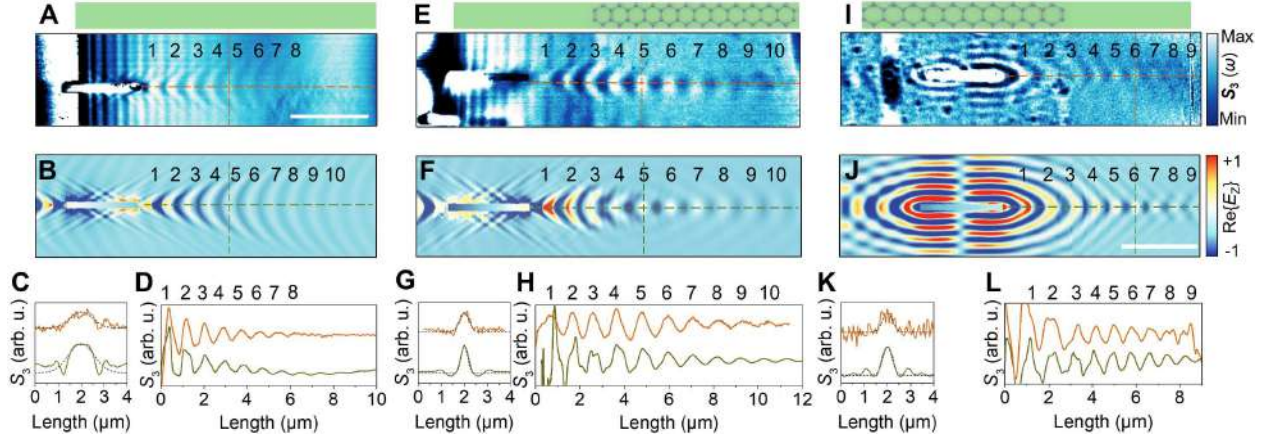 A
E
I
1 2 3 4 5 6 7 8
1 2 3 4 5 6 7 8 9 10
1 2 3 4 5 6 7 8 9
Max
S₃ (ω)
Min
B
F
J
1 2 3 4 5 6 7 8 9 10
1 2 3 4 5 6 7 8 9 10
1 2 3 4 5 6 7 8 9
+1
Re{E_Z}
-1
C
D
G
H
K
L
1 2 3 4 5 6 7 8
1 2 3 4 5 6 7 8 9 10
1 2 3 4 5 6 7 8 9
S₃ (arb. u.)
S₃ (arb. u.)
S₃ (arb. u.)
S₃ (arb. u.)
S₃ (arb. u.)
S₃ (arb. u.)
0 1 2 3 4
0 2 4 6 8 10
0 1 2 3 4
0 2 4 6 8 10 12
0 1 2 3 4
0 2 4 6 8
Length (μm)
Length (μm)
Length (μm)
Length (μm)
Length (μm)
Length (μm)